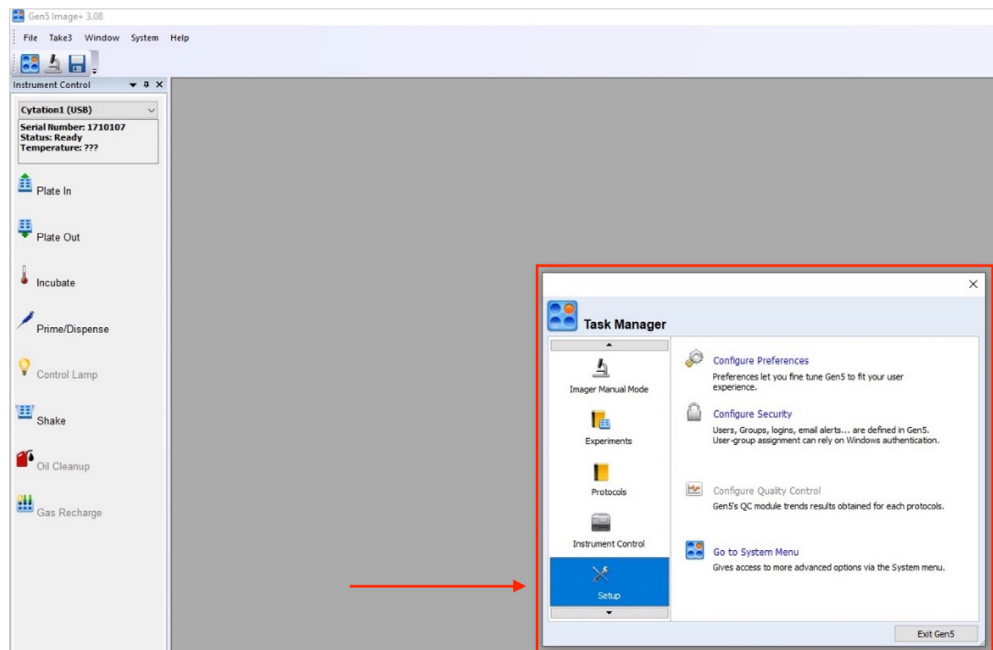 Gen5 Image+ 3.08
File Take3 Window System Help
Instrument Control
Cytation1 (USB)
Serial Number: 1710107
Status: Ready
Temperature: ???
Plate In
Plate Out
Incubate
Prime/Dispense
Control Lamp
Shake
Oil Cleanup
Gas Recharge
Task Manager
Imager Manual Mode
Experiments
Protocols
Instrument Control
Setup
Configure Preferences
Preferences let you fine tune Gen5 to fit your user
experience.
Configure Security
Users, Groups, logins, email alerts... are defined in Gen5.
User-group assignment can rely on Windows authentication.
Configure Quality Control
Gen5's QC module trends results obtained for each protocols.
Go to System Menu
Gives access to more advanced options via the System menu.
Exit Gen5